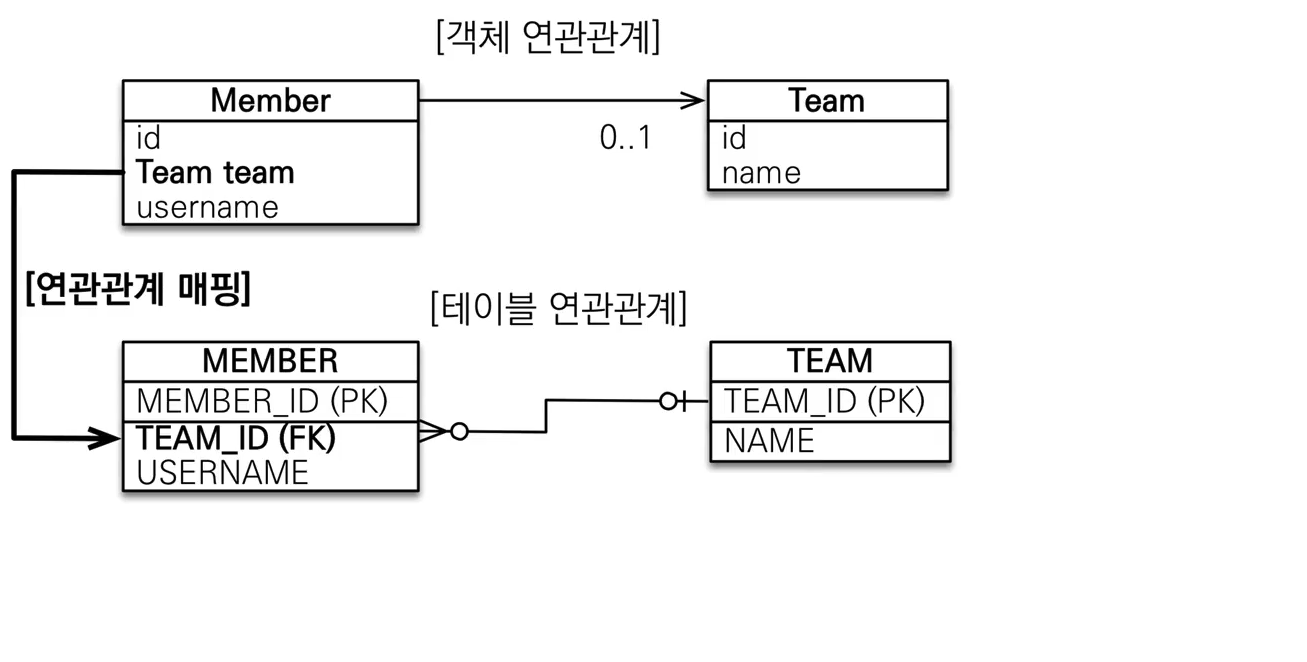 [객체 연관관계]
Member
id
Team team
username
0..1
Team
id
name
[연관관계 매핑]
[테이블 연관관계]
MEMBER
MEMBER_ID (PK)
TEAM_ID (FK)
USERNAME
TEAM
TEAM_ID (PK)
NAME